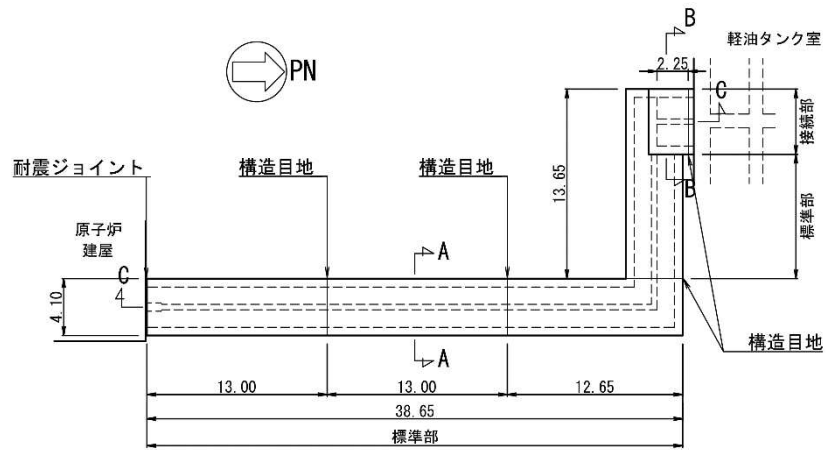 B
軽油タンク室
PN
2.25
C
接続部
耐震ジョイント
構造目地
構造目地
13.65
B
標準部
原子炉
建屋
C
A
4.10
A
構造目地
13.00
13.00
12.65
38.65
標準部